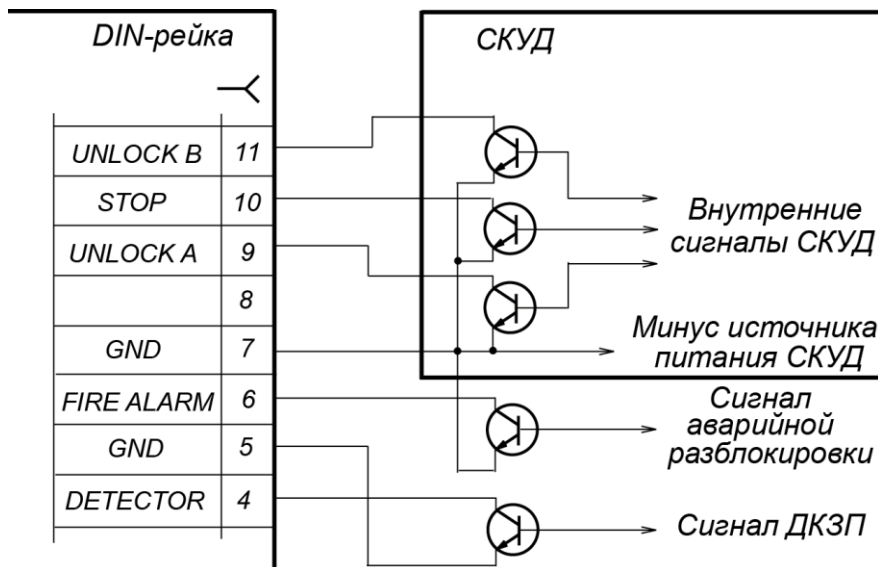 DIN-рейка
СКУД
UNLOCK B 11
STOP 10
UNLOCK A 9
8
GND 7
FIRE ALARM 6
GND 5
DETECTOR 4
Внутренние
сигналы СКУД
Минус источника
питания СКУД
Сигнал
аварийной
разблокировки
Сигнал ДКЗП